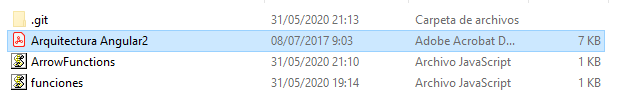 .git 31/05/2020 21:13 Carpeta de archivos
Arquitectura Angular2 08/07/2017 9:03 Adobe Acrobat D... 7 KB
ArrowFunctions 31/05/2020 21:10 Archivo JavaScript 1 KB
funciones 31/05/2020 19:14 Archivo JavaScript 1 KB